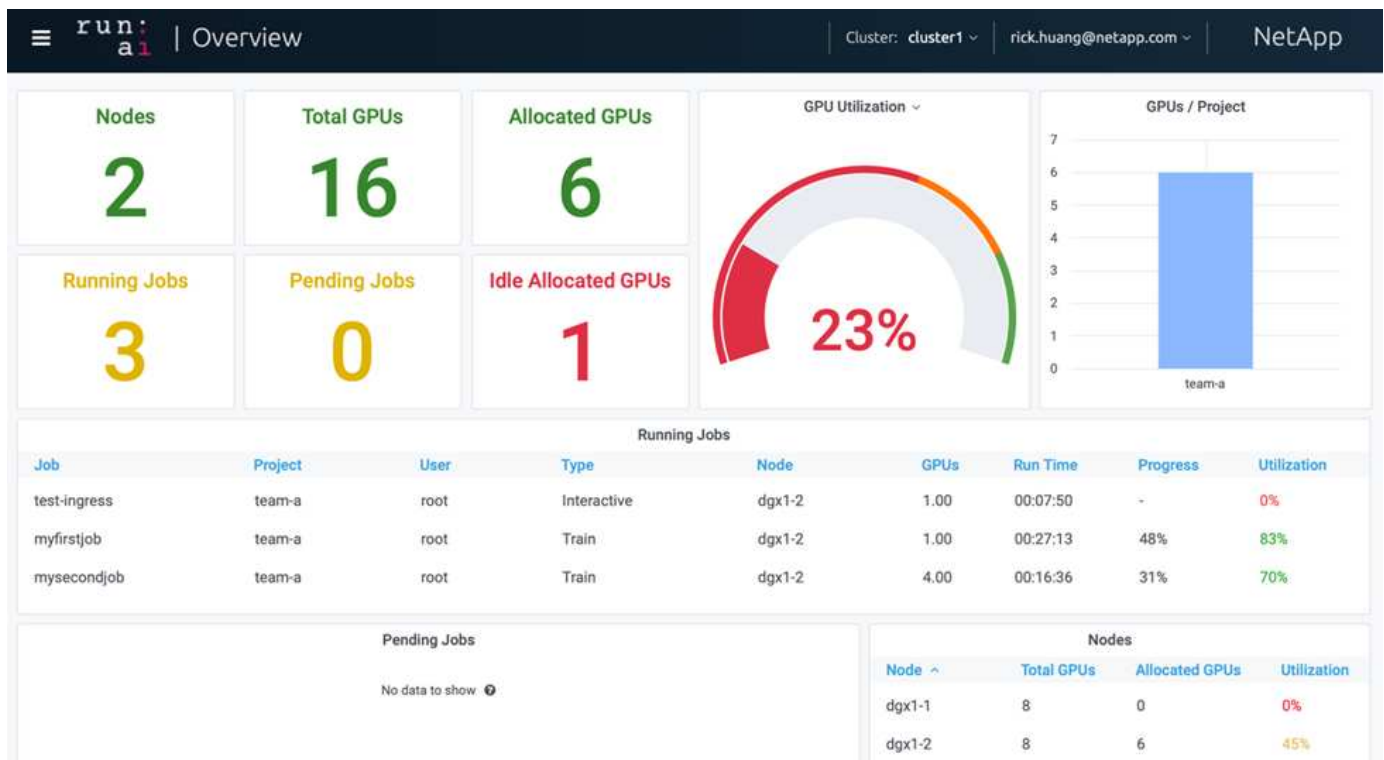 run:
ai | Overview
Cluster: cluster1
rick.huang@netapp.com
NetApp
Nodes
2
Total GPUs
16
Allocated GPUs
6
Running Jobs
3
Pending Jobs
0
Idle Allocated GPUs
1
GPU Utilization
23%
GPUs / Project
7
6
5
4
3
2
1
0
team-a
Running Jobs
Job Project User Type Node GPUs Run Time Progress Utilization
test-ingress team-a root Interactive dgx1-2 1.00 00:07:50 - 0%
myfirstjob team-a root Train dgx1-2 1.00 00:27:13 48% 83%
mysecondjob team-a root Train dgx1-2 4.00 00:16:36 31% 70%
Pending Jobs
No data to show ?
Nodes
Node Total GPUs Allocated GPUs Utilization
dgx1-1 8 0 0%
dgx1-2 8 6 45%